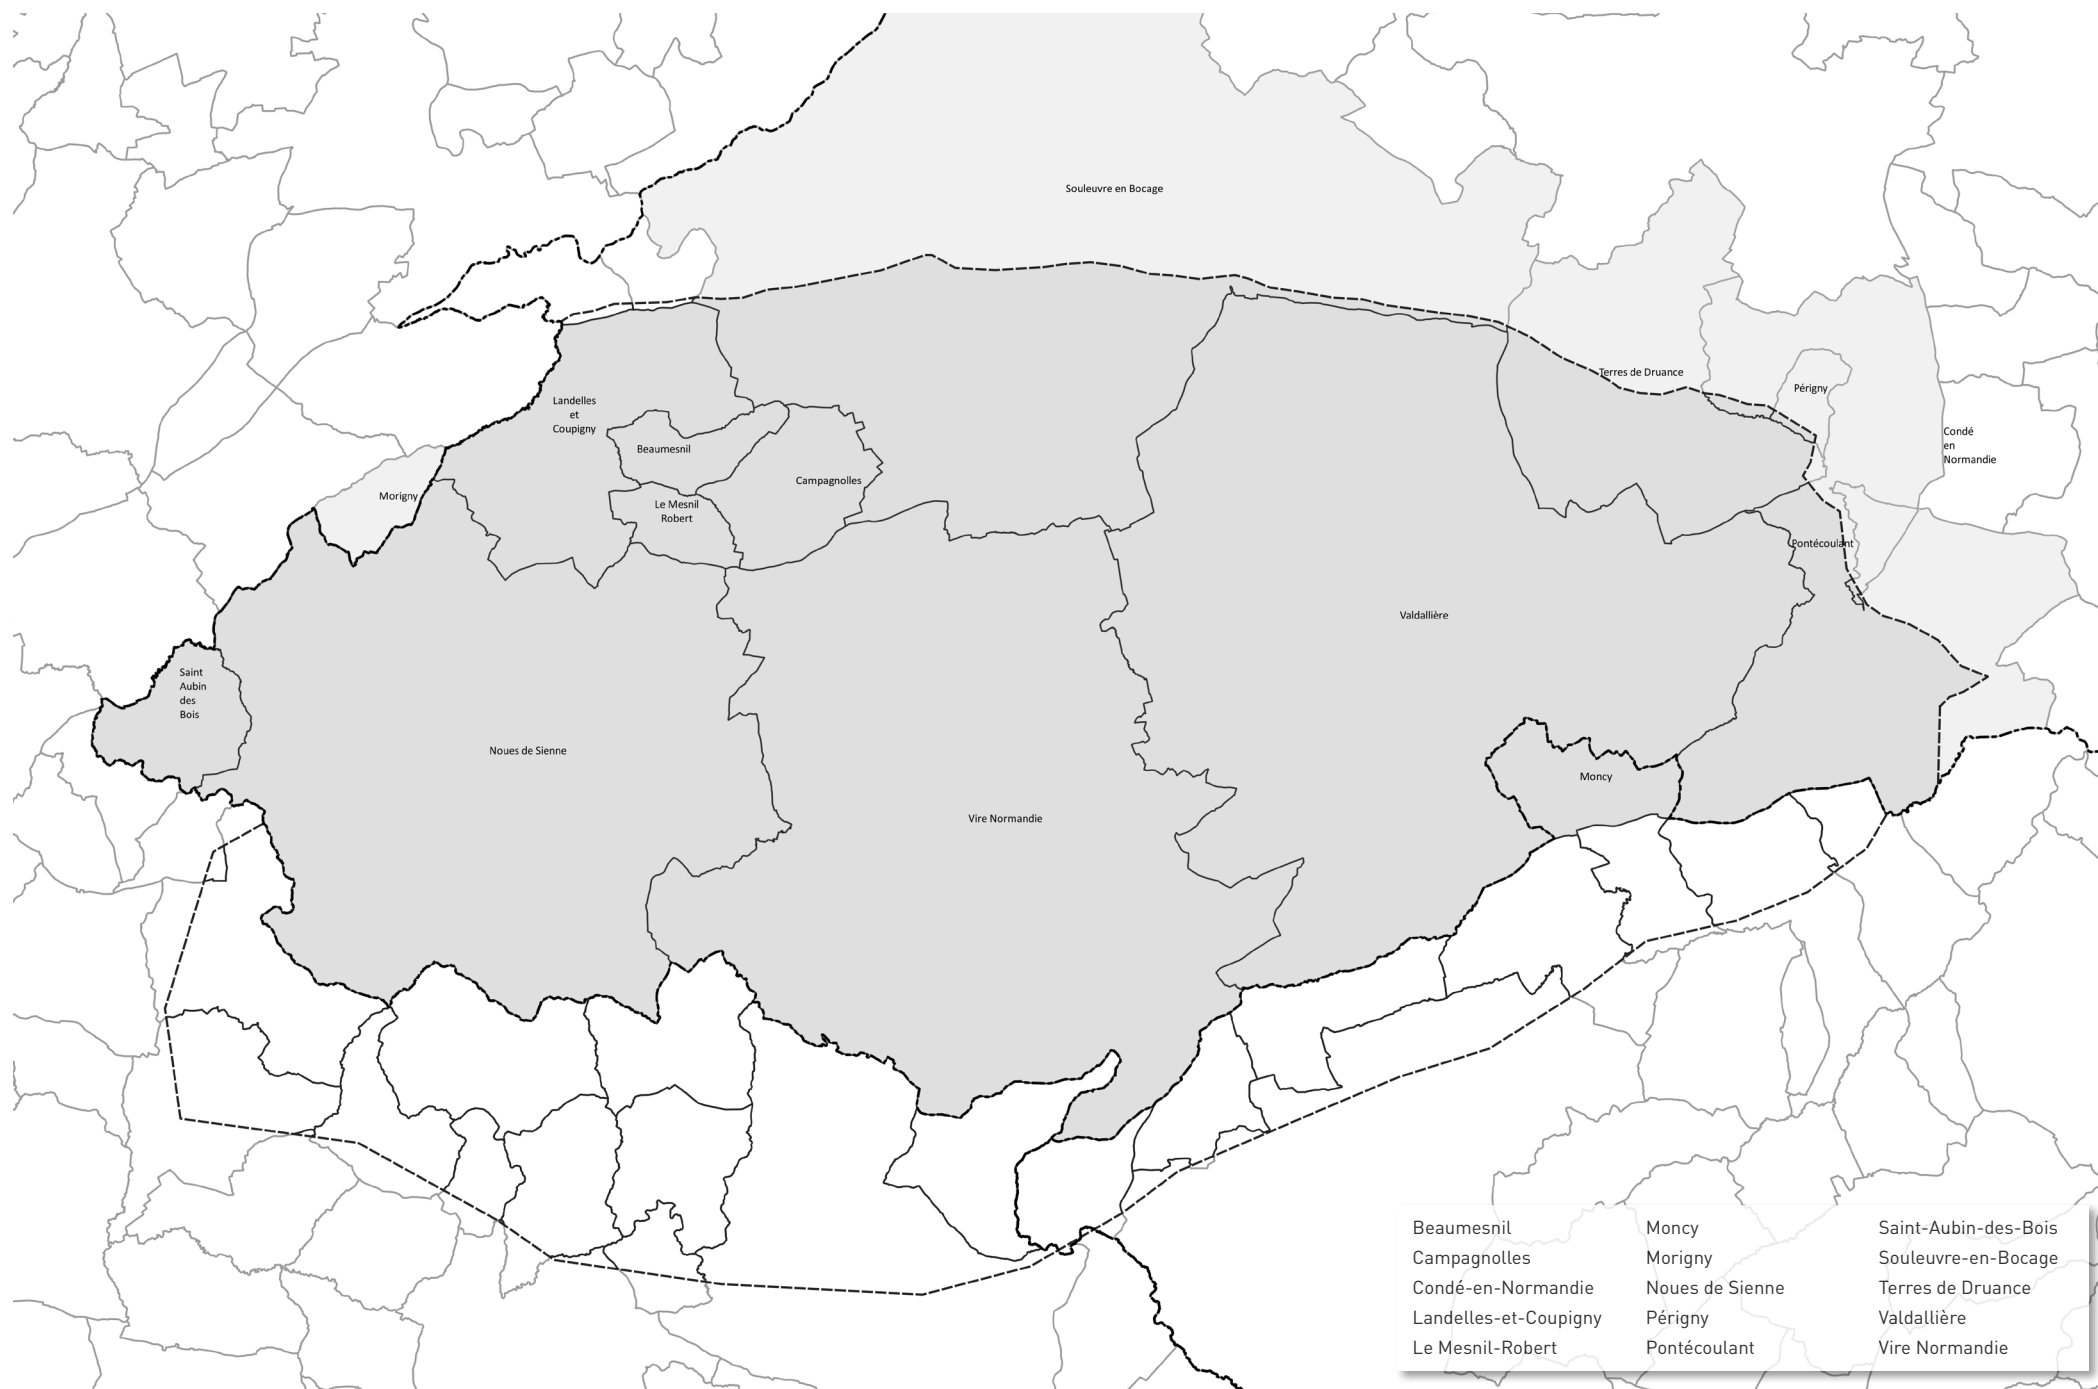 Souleuvre en Bocage
Terres de Druance
Périgny
Landelles
et
Coupigny
Condé
en
Normandie
Beaumesnil
Campagnolles
Morigny
Le Mesnil
Robert
Pontécoulant
Valdallière
Saint
Aubin
des
Bois
Noues de Sienne
Moncy
Vire Normandie
Beaumesnil
Campagnolles
Condé-en-Normandie
Landelles-et-Coupigny
Le Mesnil-Robert
Moncy
Morigny
Noues de Sienne
Périgny
Pontécoulant
Saint-Aubin-des-Bois
Souleuvre-en-Bocage
Terres de Druance
Valdallière
Vire Normandie